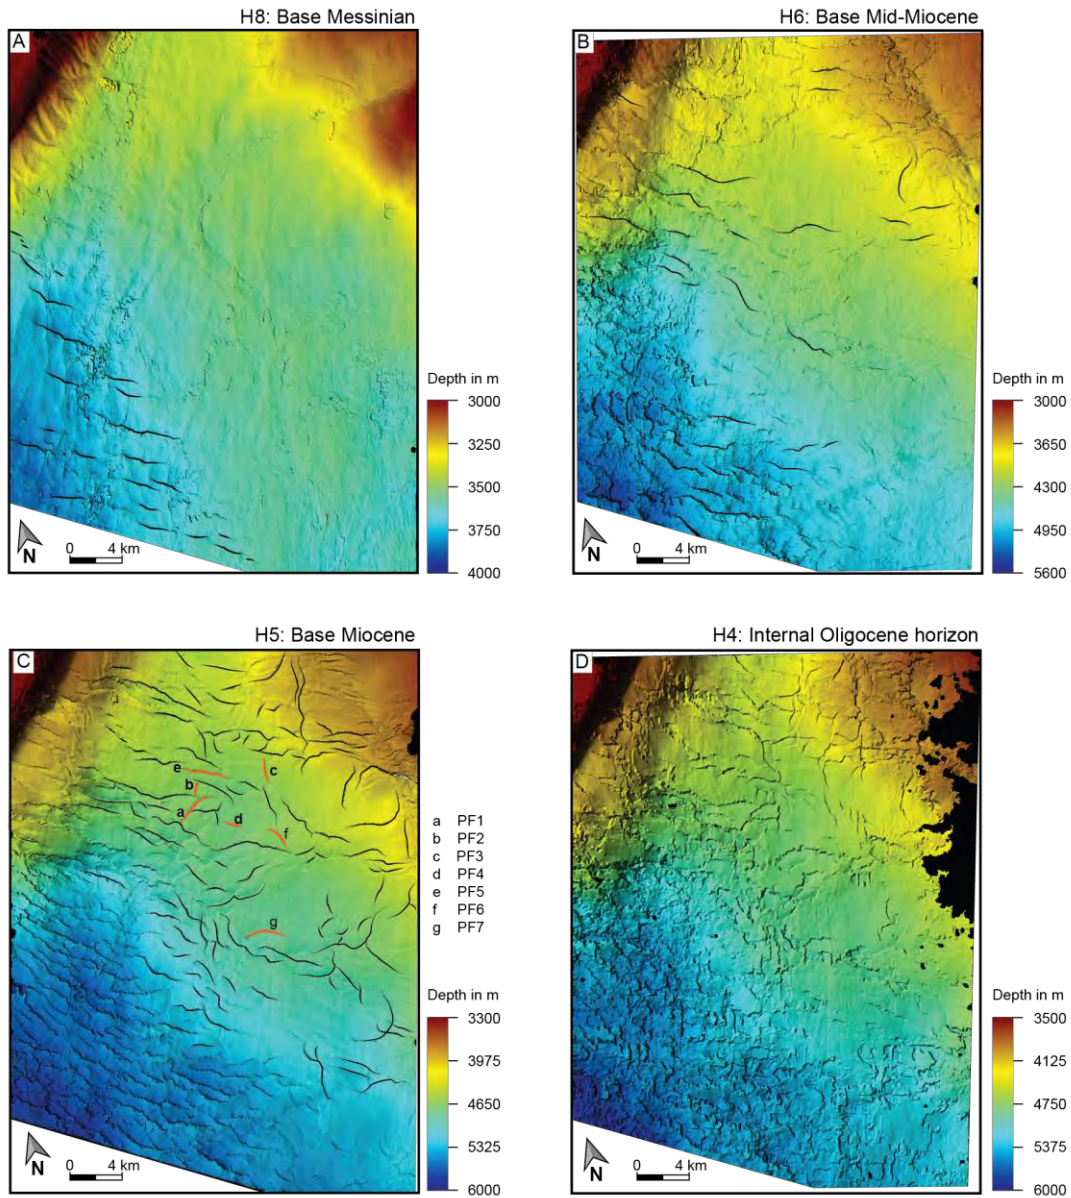 H8: Base Messinian
A
Depth in m
3000
3250
3500
3750
4000
N
0 4 km
H6: Base Mid-Miocene
B
Depth in m
3000
3650
4300
4950
5600
N
0 4 km
H5: Base Miocene
C
e
c
b
a
d
f
g
a PF1
b PF2
c PF3
d PF4
e PF5
f PF6
g PF7
Depth in m
3300
3975
4650
5325
6000
N
0 4 km
H4: Internal Oligocene horizon
D
Depth in m
3500
4125
4750
5375
6000
N
0 4 km